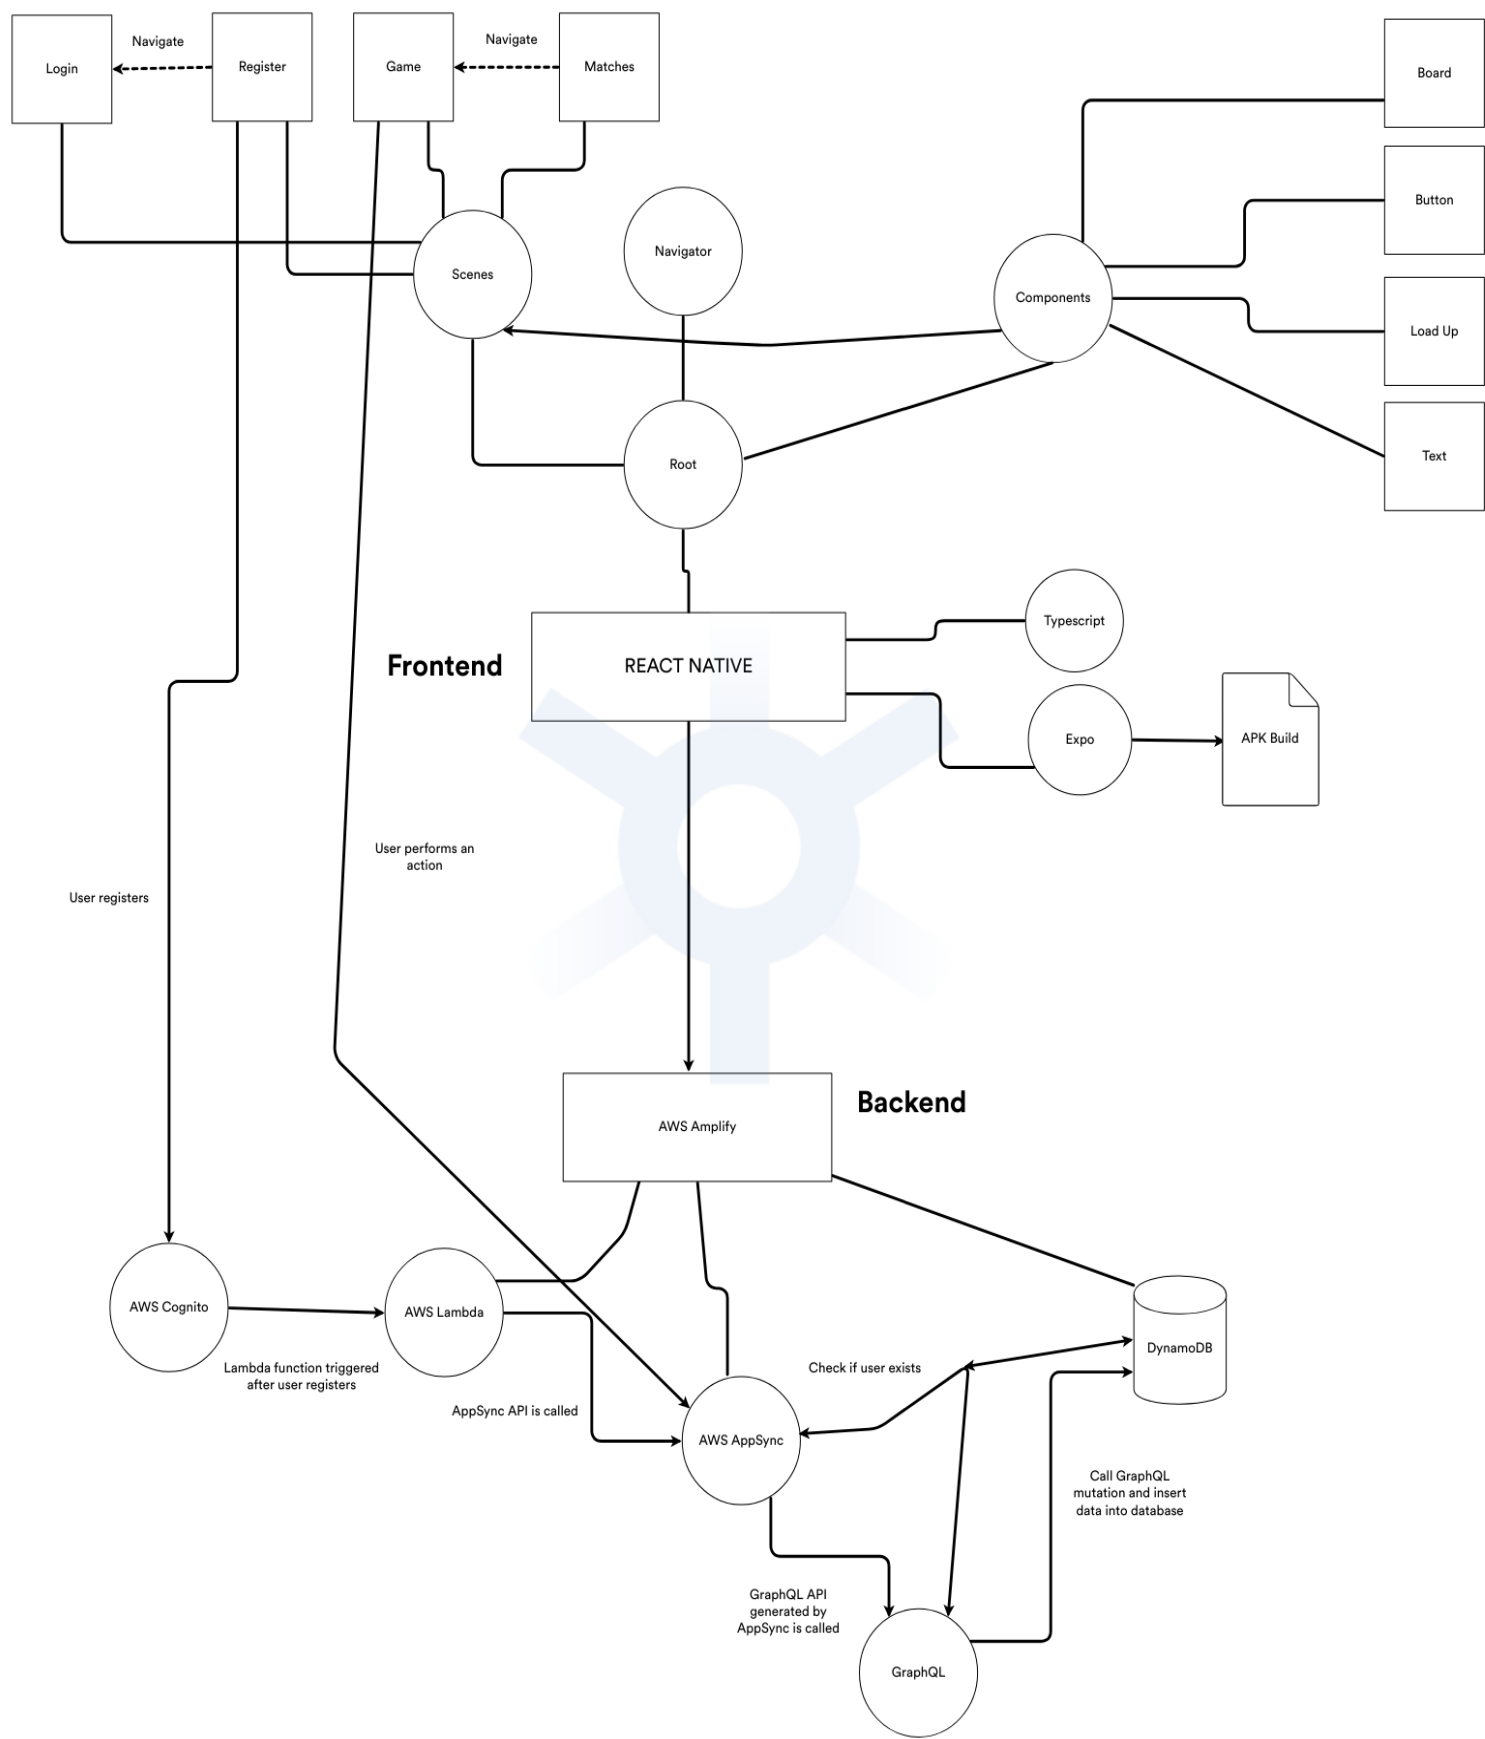 Login
Navigate
Register
Game
Navigate
Matches
Board
Button
Load Up
Text
Scenes
Navigator
Components
Root
Frontend
REACT NATIVE
Typescript
Expo
APK Build
User performs an
action
User registers
Backend
AWS Amplify
AWS Cognito
AWS Lambda
Lambda function triggered
after user registers
AppSync API is called
Check if user exists
DynamoDB
AWS AppSync
Call GraphQL
mutation and insert
data into database
GraphQL API
generated by
AppSync is called
GraphQL